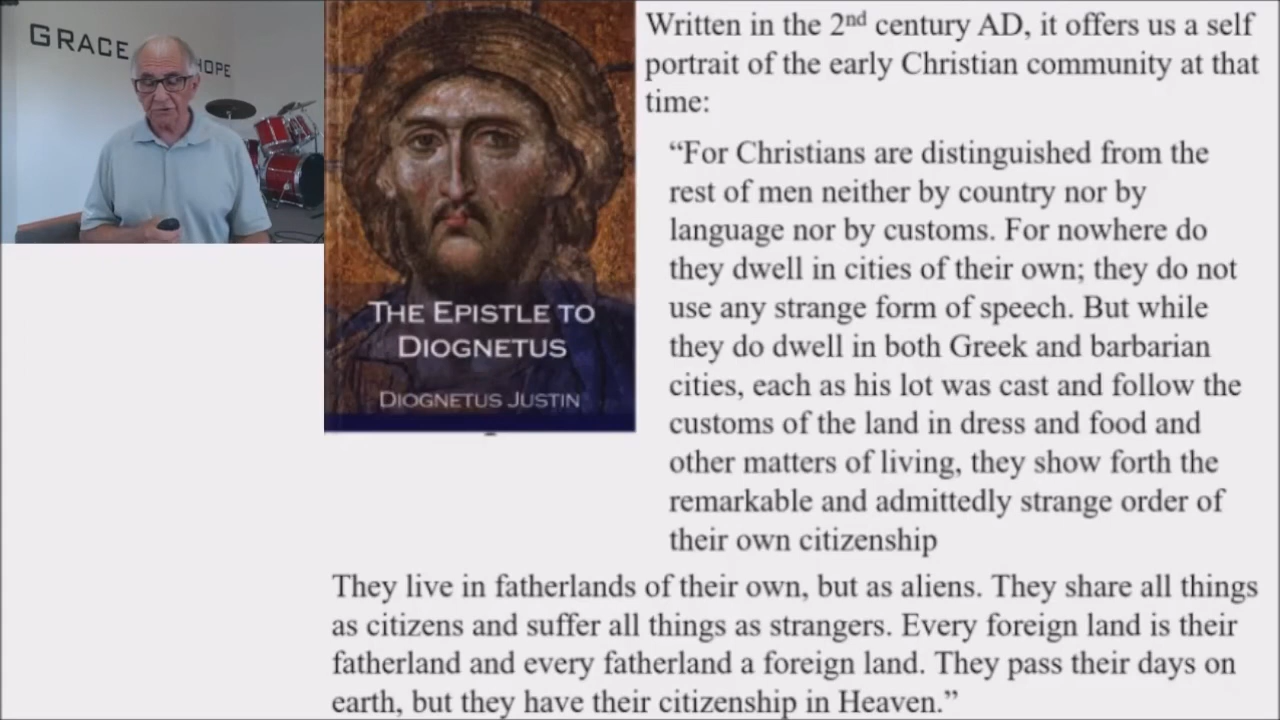 GRACE
HOPE
THE EPISTLE TO
DIOGNETUS
DIOGNETUS JUSTIN
Written in the 2nd century AD, it offers us a self
portrait of the early Christian community at that
time:
“For Christians are distinguished from the
rest of men neither by country nor by
language nor by customs. For nowhere do
they dwell in cities of their own; they do not
use any strange form of speech. But while
they do dwell in both Greek and barbarian
cities, each as his lot was cast and follow the
customs of the land in dress and food and
other matters of living, they show forth the
remarkable and admittedly strange order of
their own citizenship
They live in fatherlands of their own, but as aliens. They share all things
as citizens and suffer all things as strangers. Every foreign land is their
fatherland and every fatherland a foreign land. They pass their days on
earth, but they have their citizenship in Heaven.”